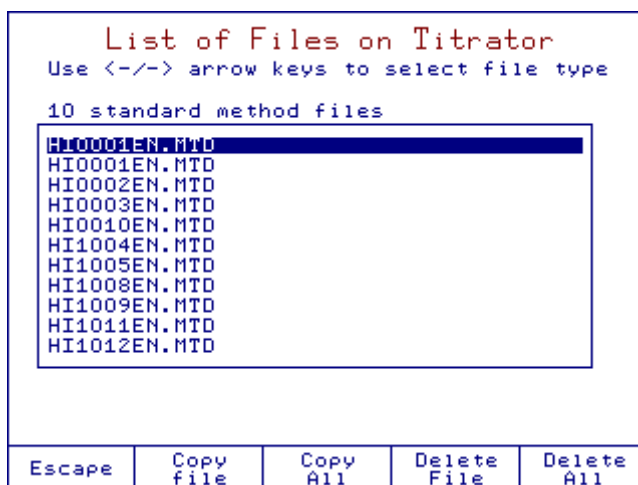 List of Files on Titrator
Use <-/-> arrow keys to select file type
10 standard method files
HI0001EN.MTD
HI0001EN.MTD
HI0002EN.MTD
HI0003EN.MTD
HI0010EN.MTD
HI1004EN.MTD
HI1005EN.MTD
HI1008EN.MTD
HI1009EN.MTD
HI1011EN.MTD
HI1012EN.MTD
Escape
Copy
file
Copy
All
Delete
File
Delete
All